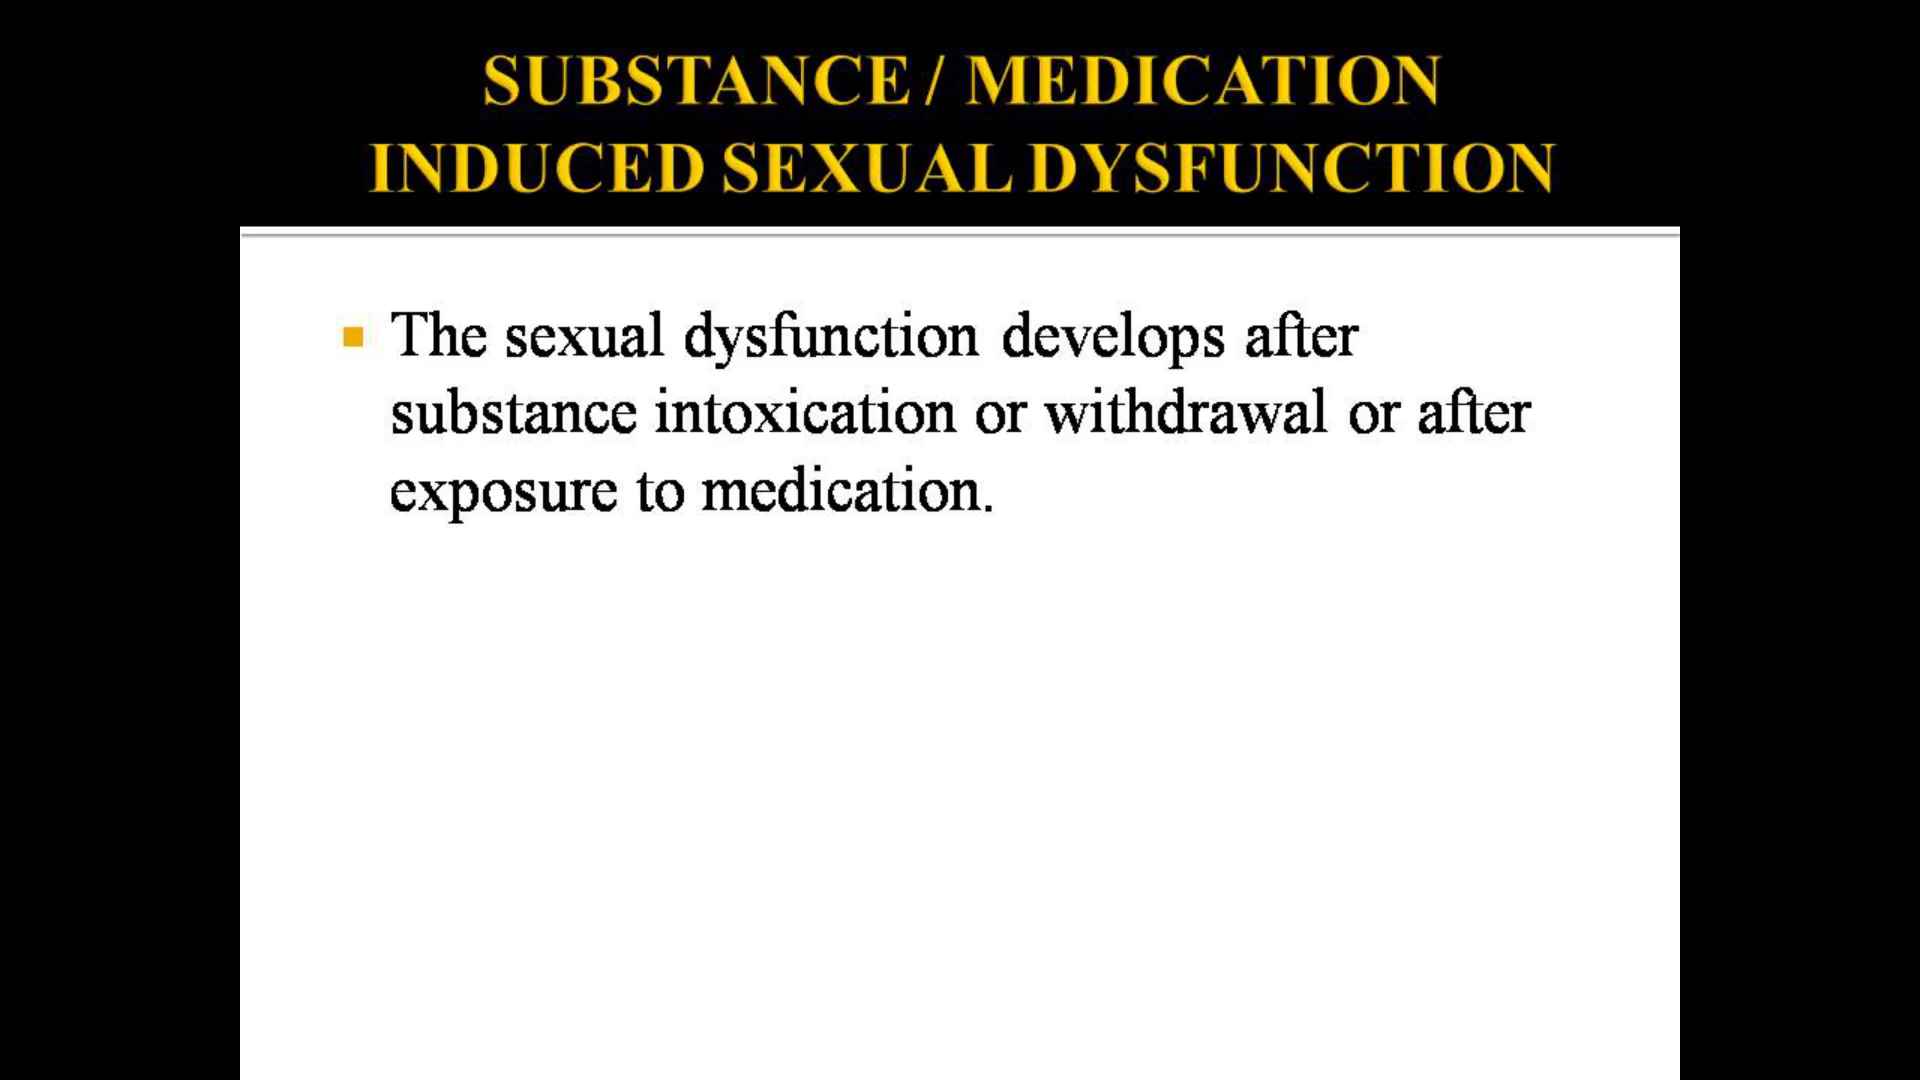 SUBSTANCE / MEDICATION
INDUCED SEXUAL DYSFUNCTION
The sexual dysfunction develops after
substance intoxication or withdrawal or after
exposure to medication.